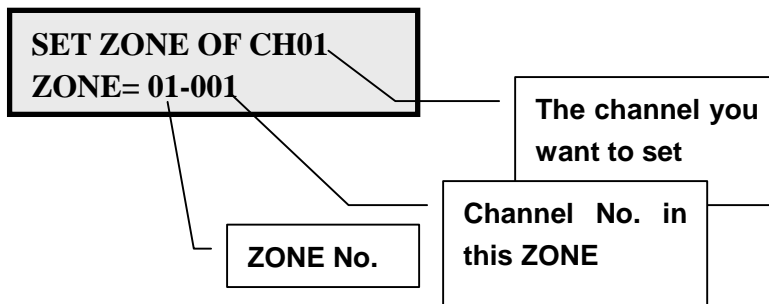 SET ZONE OF CH01
ZONE= 01-001
The channel you
want to set
Channel No. in
this ZONE
ZONE No.